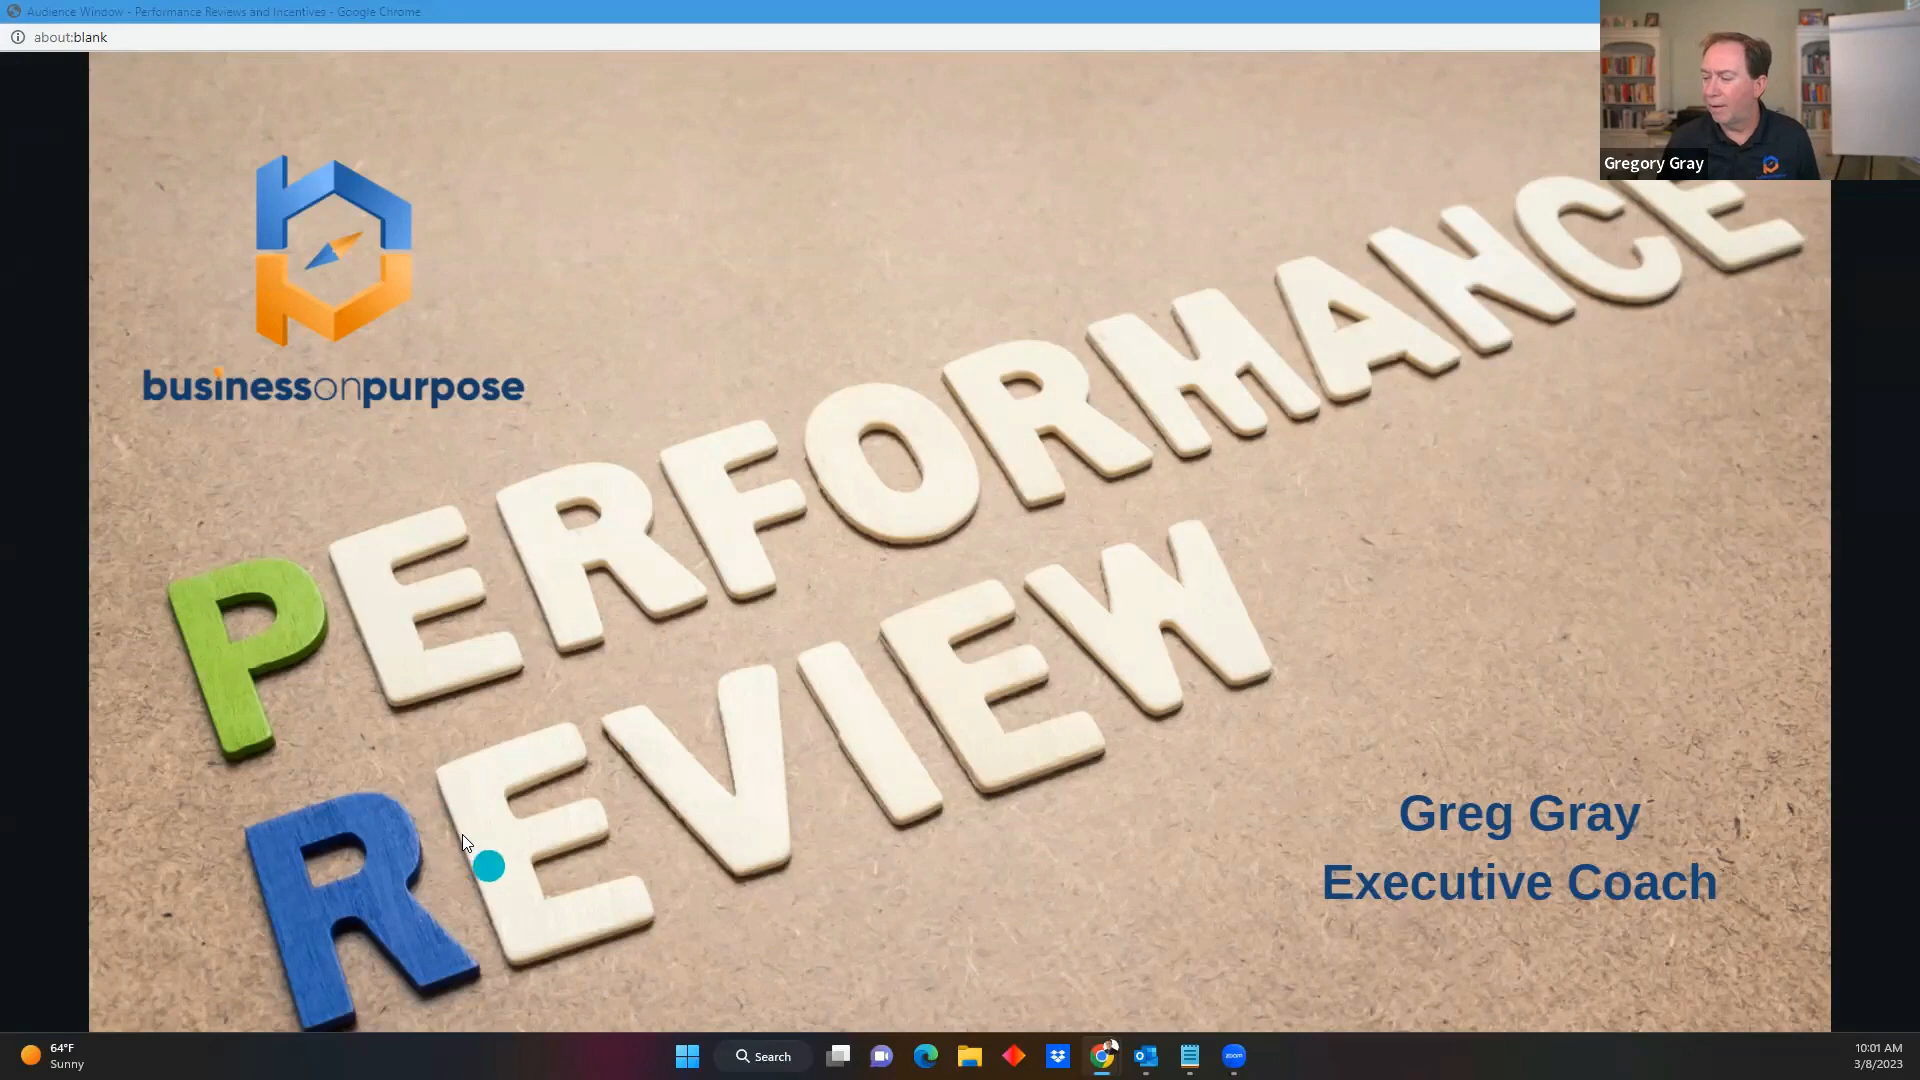 Audience Window - Performance Reviews and Incentives - Google Chrome
about:blank
Gregory Gray
businessonpurpose
PERFORMANCE
REVIEW
Greg Gray
Executive Coach
64°F
Sunny
Search
zoom
10:01 AM
3/8/2023